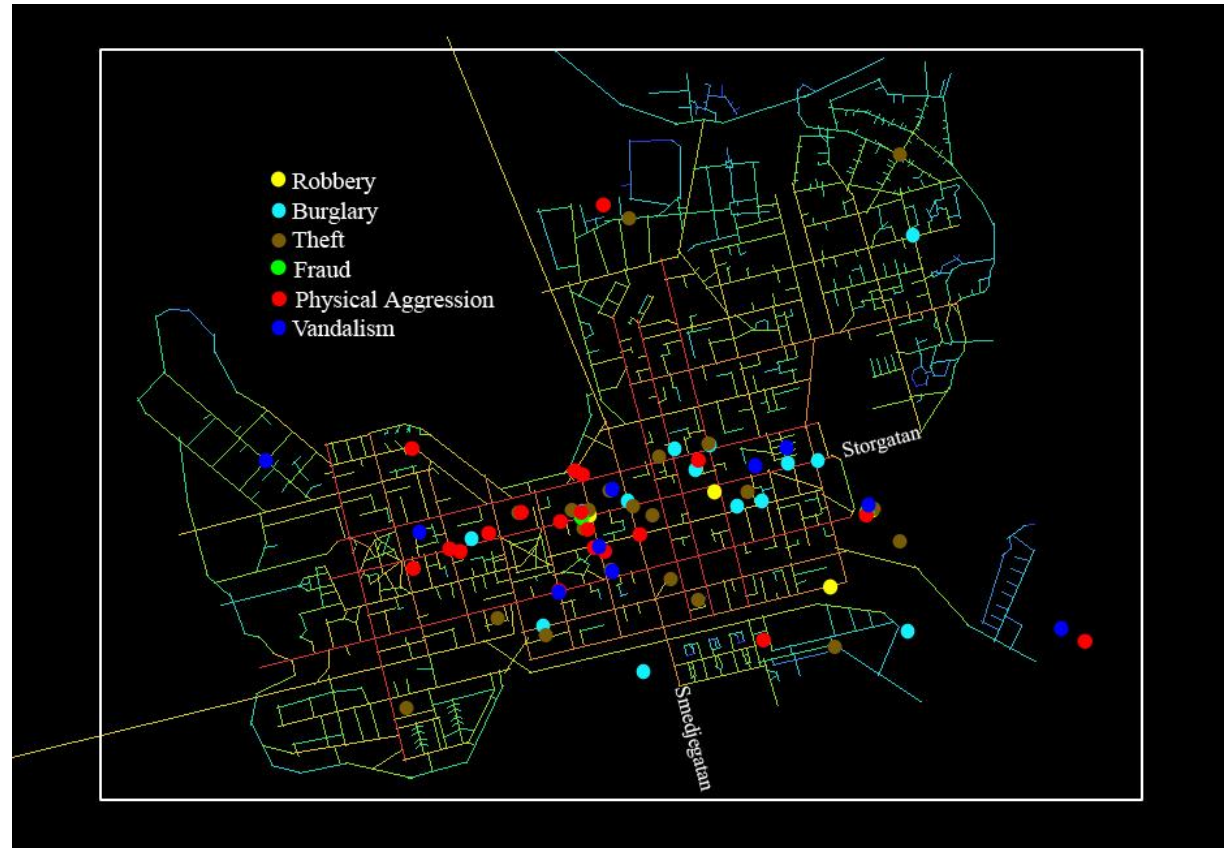 Robbery
Burglary
Theft
Fraud
Physical Aggression
Vandalism
Storgatan
Smedjegatan